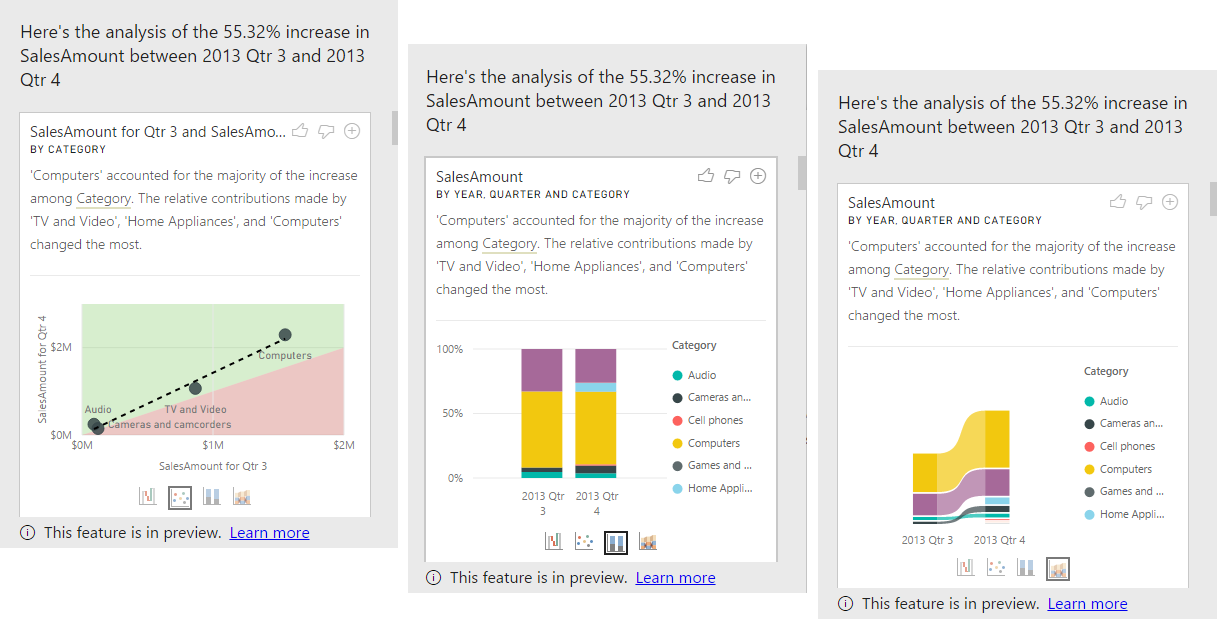 Here's the analysis of the 55.32% increase in
SalesAmount between 2013 Qtr 3 and 2013
Qtr 4
SalesAmount for Qtr 3 and SalesAmo...
BY CATEGORY
'Computers' accounted for the majority of the increase
among Category. The relative contributions made by
'TV and Video', 'Home Appliances', and 'Computers'
changed the most.
SalesAmount for Qtr 4
$2M
$0M
Computers
TV and Video
Audio
Cameras and camcorders
$0M
$1M
$2M
SalesAmount for Qtr 3
This feature is in preview. Learn more
Here's the analysis of the 55.32% increase in
SalesAmount between 2013 Qtr 3 and 2013
Qtr 4
SalesAmount
BY YEAR, QUARTER AND CATEGORY
'Computers' accounted for the majority of the increase
among Category. The relative contributions made by
'TV and Video', 'Home Appliances', and 'Computers'
changed the most.
100%
50%
0%
2013 Qtr
3
2013 Qtr
4
Category
Audio
Cameras an...
Cell phones
Computers
Games and ...
Home Appli...
This feature is in preview. Learn more
Here's the analysis of the 55.32% increase in
SalesAmount between 2013 Qtr 3 and 2013
Qtr 4
SalesAmount
BY YEAR, QUARTER AND CATEGORY
'Computers' accounted for the majority of the increase
among Category. The relative contributions made by
'TV and Video', 'Home Appliances', and 'Computers'
changed the most.
2013 Qtr 3
2013 Qtr 4
Category
Audio
Cameras an...
Cell phones
Computers
Games and ...
Home Appli...
This feature is in preview. Learn more